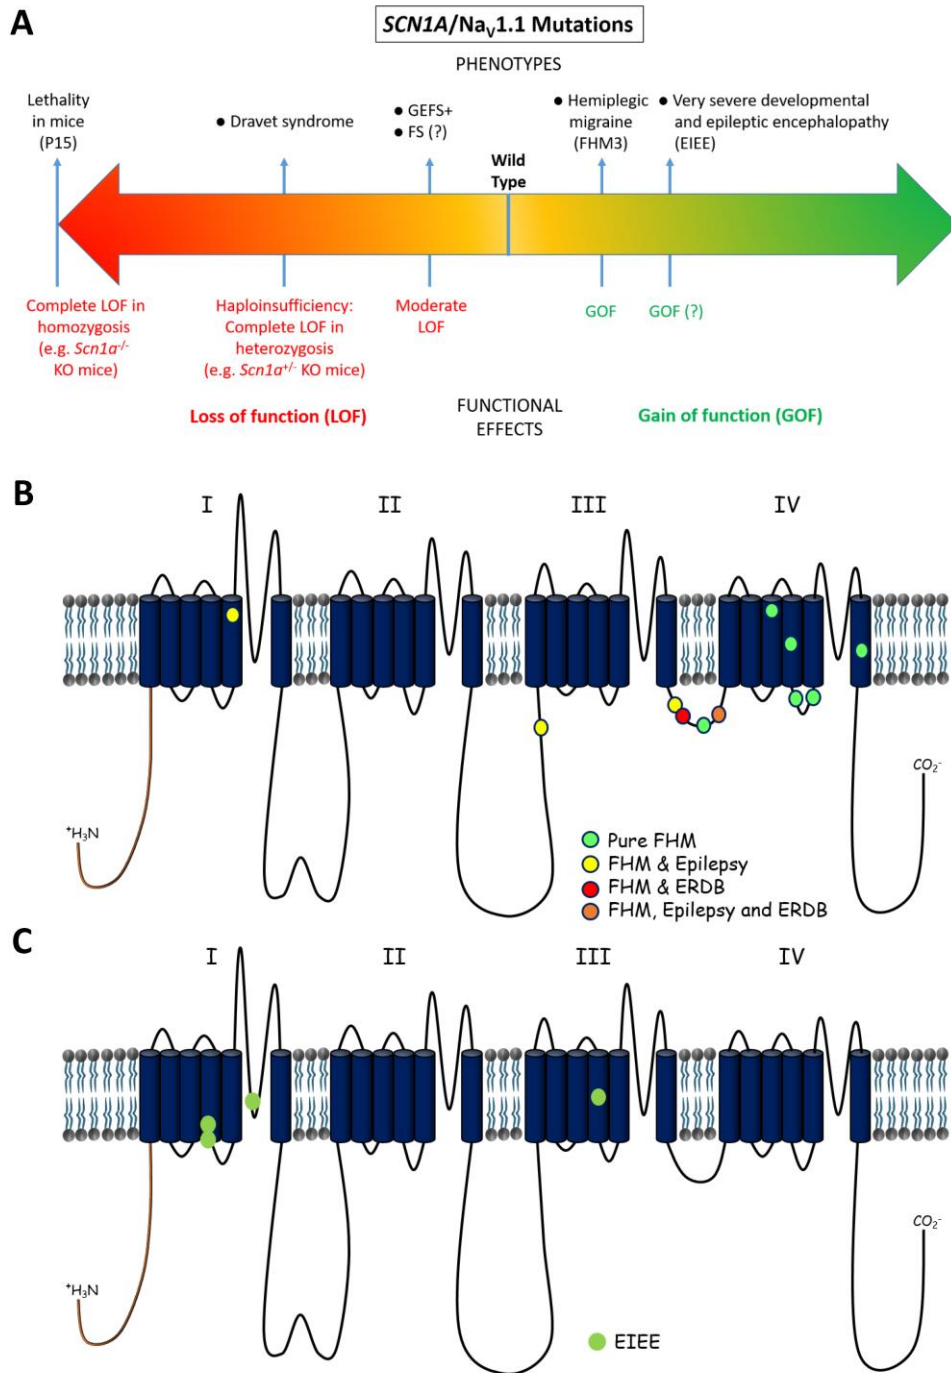 A
SCN1A/NaV1.1 Mutations
PHENOTYPES
Lethality
in mice
(P15)
● Dravet syndrome
● GEFS+
● FS (?)
Wild
Type
● Hemiplegic
migraine
(FHM3)
● Very severe developmental
and epileptic encephalopathy
(EIEE)
Complete LOF in
homozygosis
(e.g. Scn1a-/-
KO mice)
Haploinsufficiency:
Complete LOF in
heterozygosis
(e.g. Scn1a+/- KO mice)
Moderate
LOF
GOF
GOF (?)
Loss of function (LOF)
FUNCTIONAL
EFFECTS
Gain of function (GOF)
B
I
II
III
IV
+H3N
CO2-
Pure FHM
FHM & Epilepsy
FHM & ERDB
FHM, Epilepsy and ERDB
C
I
II
III
IV
+H3N
CO2-
EIEE